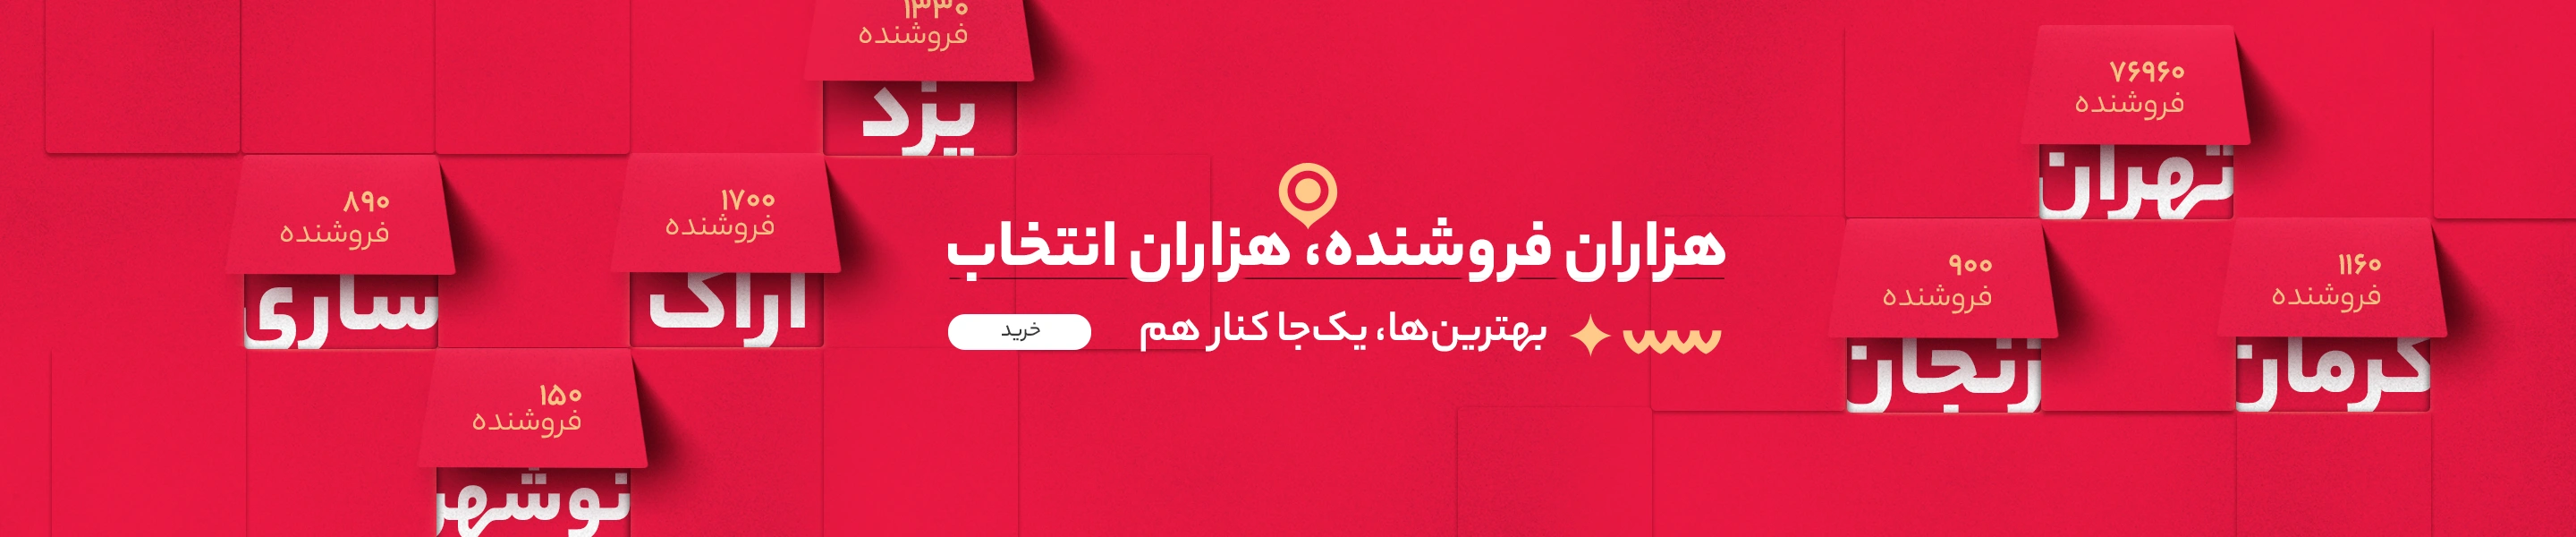 ۷۶۹۶۰
فروشنده
تهران
۱۱۶۰
فروشنده
کرمان
۹۰۰
فروشنده
زنجان
هزاران فروشنده، هزاران انتخاب
بهترین‌ها، یک‌جا کنار هم
خرید
۱۳۳۰
فروشنده
یزد
۱۷۰۰
فروشنده
اراک
۸۹۰
فروشنده
ساری
۱۵۰
فروشنده
نوشهر